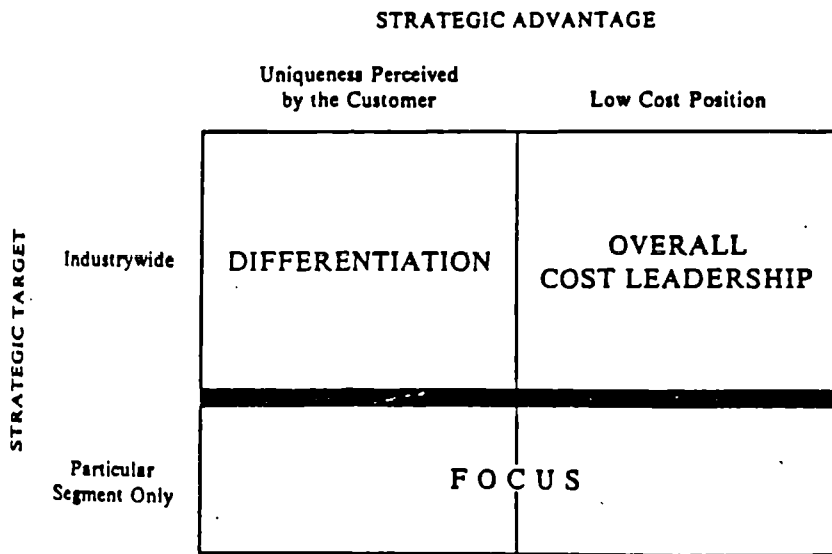 STRATEGIC ADVANTAGE
Uniqueness Perceived
by the Customer
Low Cost Position
STRATEGIC TARGET
Industrywide
DIFFERENTIATION
OVERALL
COST LEADERSHIP
Particular
Segment Only
FOCUS